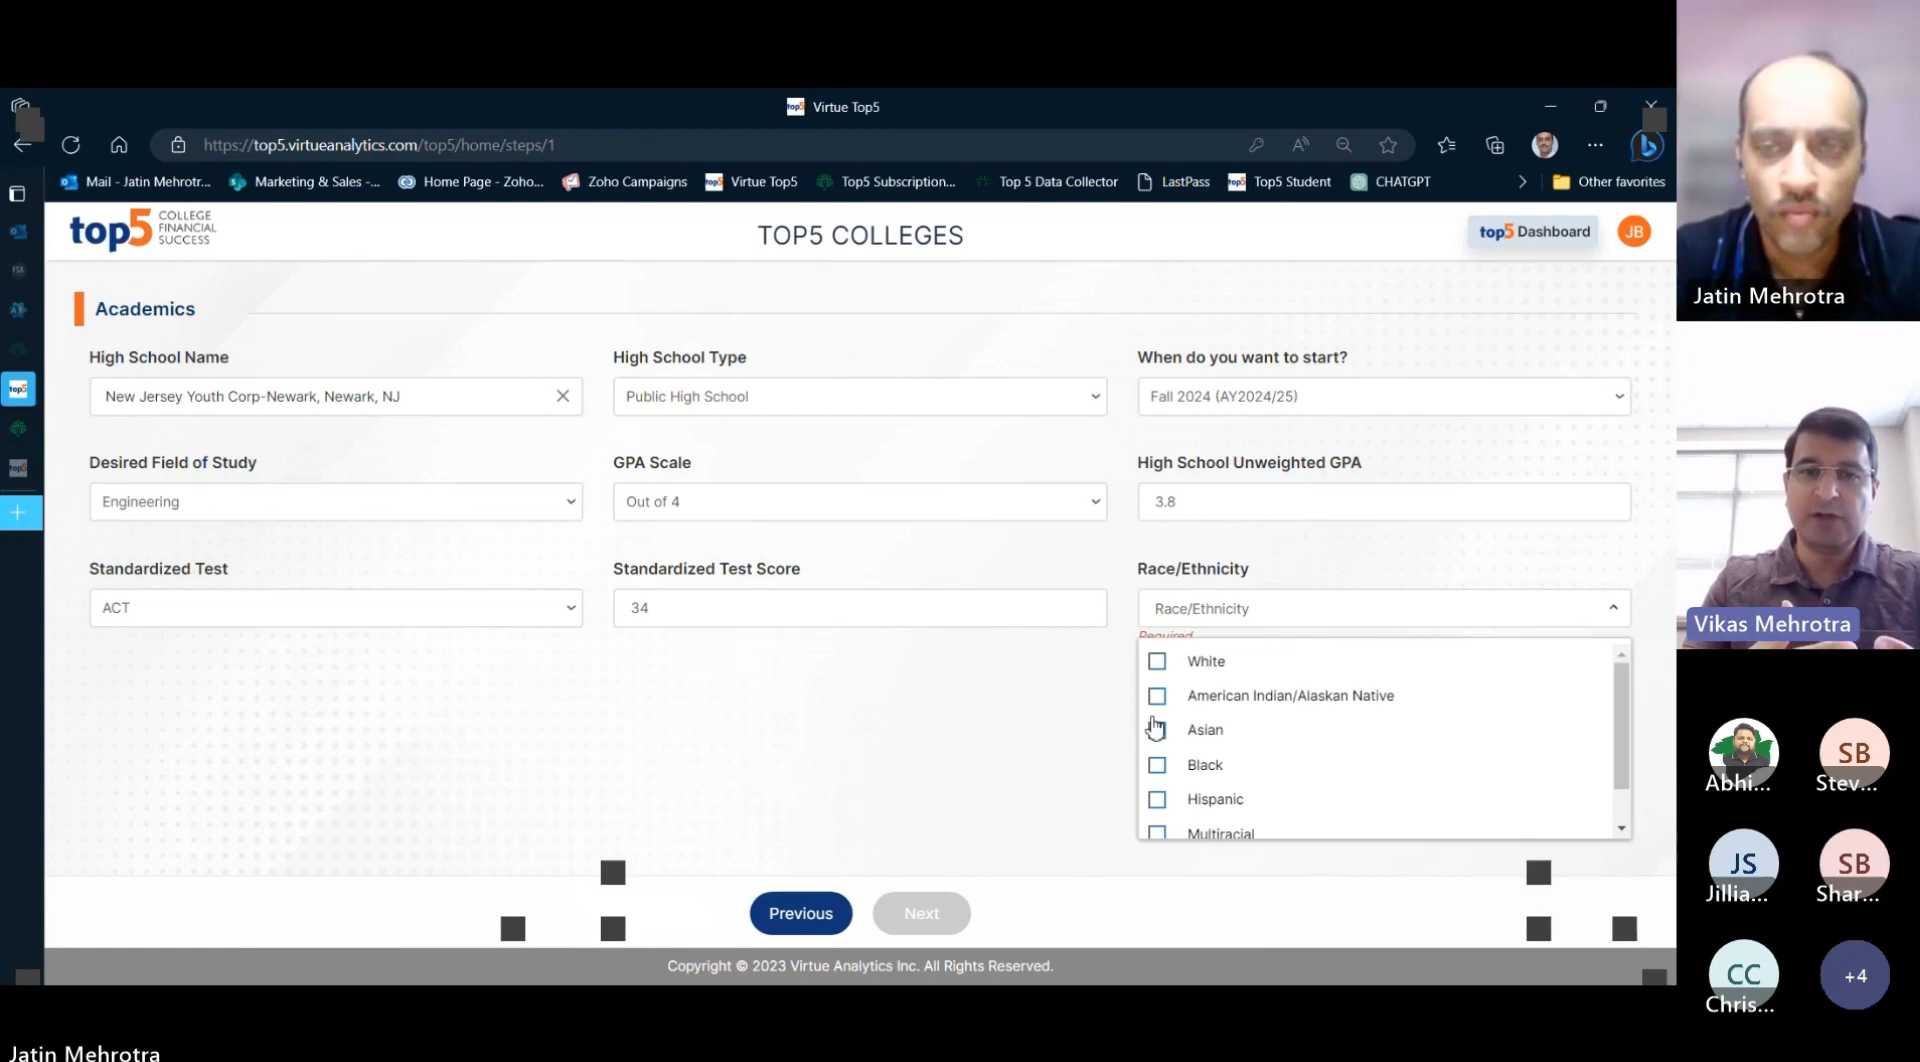 Virtue Top5
https://top5.virtueanalytics.com/top5/home/steps/1
Mail - Jatin Mehrotr... Marketing & Sales -... Home Page - Zoho... Zoho Campaigns Virtue Top5 Top5 Subscription... Top 5 Data Collector LastPass Top5 Student CHATGPT Other favorites
top5 COLLEGE FINANCIAL SUCCESS
TOP5 COLLEGES
top5 Dashboard
JB
Academics
High School Name High School Type When do you want to start?
New Jersey Youth Corp-Newark, Newark, NJ Public High School Fall 2024 (AY2024/25)
Desired Field of Study GPA Scale High School Unweighted GPA
Engineering Out of 4 3.8
Standardized Test Standardized Test Score Race/Ethnicity
ACT 34 Race/Ethnicity
Required
White
American Indian/Alaskan Native
Asian
Black
Hispanic
Multiracial
Previous Next
Copyright © 2023 Virtue Analytics Inc. All Rights Reserved.
Jatin Mehrotra
Vikas Mehrotra
SB
Abhi... Stev...
JS SB
Jillia... Shar...
CC +4
Chris...
Jatin Mehrotra